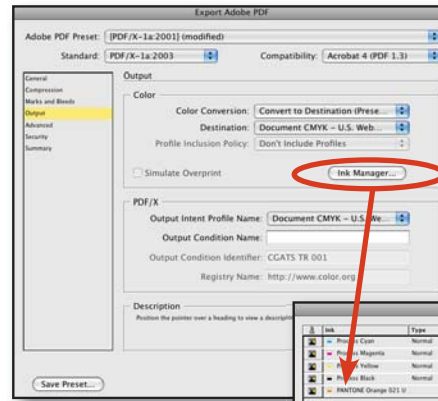 Export Adobe PDF
Adobe PDF Preset: [PDF/X-1a:2001] (modified)
Standard: PDF/X-1a:2003 Compatibility: Acrobat 4 (PDF 1.3)
General
Compression
Marks and Bleeds
Output
Advanced
Security
Summary
Output
Color
Color Conversion: Convert to Destination (Prese...
Destination: Document CMYK – U.S. Web...
Profile Inclusion Policy: Don't Include Profiles
Simulate Overprint Ink Manager...
PDF/X
Output Intent Profile Name: Document CMYK – U.S. We...
Output Condition Name:
Output Condition Identifier: CGATS TR 001
Registry Name: http://www.color.org
Description
Position the pointer over a heading to view a
Save Preset...
Ink Type
Process Cyan Normal
Process Magenta Normal
Yellow Normal
Black Normal
PANTONE Orange 021 U